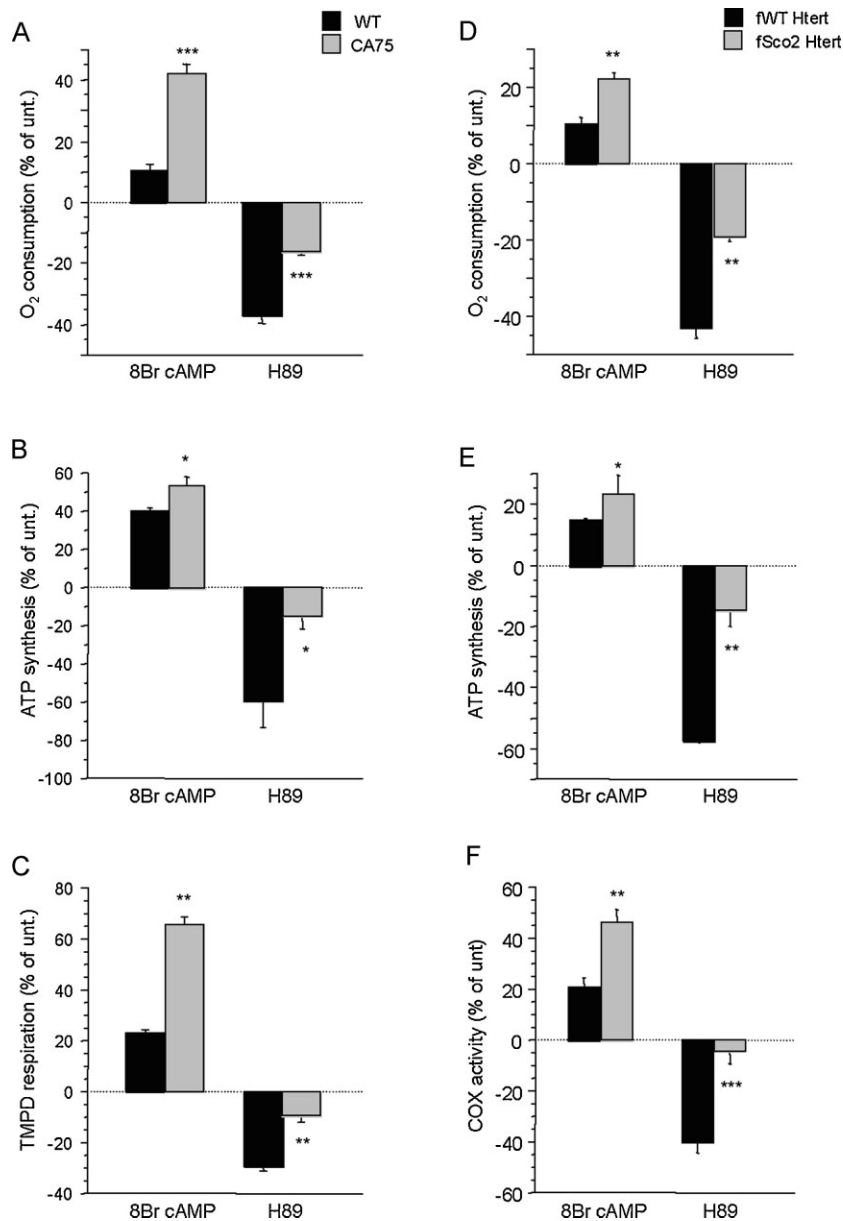 A
WT
CA75
O₂ consumption (% of unt.)
40
20
0
-20
-40
***
***
8Br cAMP H89
D
fWT Htert
fSco2 Htert
O₂ consumption (% of unt.)
20
0
-20
-40
**
**
8Br cAMP H89
B
ATP synthesis (% of unt.)
60
40
20
0
-20
-40
-60
-80
-100
*
*
8Br cAMP H89
E
ATP synthesis (% of unt.)
20
0
-20
-40
-60
*
**
8Br cAMP H89
C
TMPD respiration (% of unt.)
80
60
40
20
0
-20
-40
**
**
8Br cAMP H89
F
COX activity (% of unt)
60
40
20
0
-20
-40
-60
**
***
8Br cAMP H89